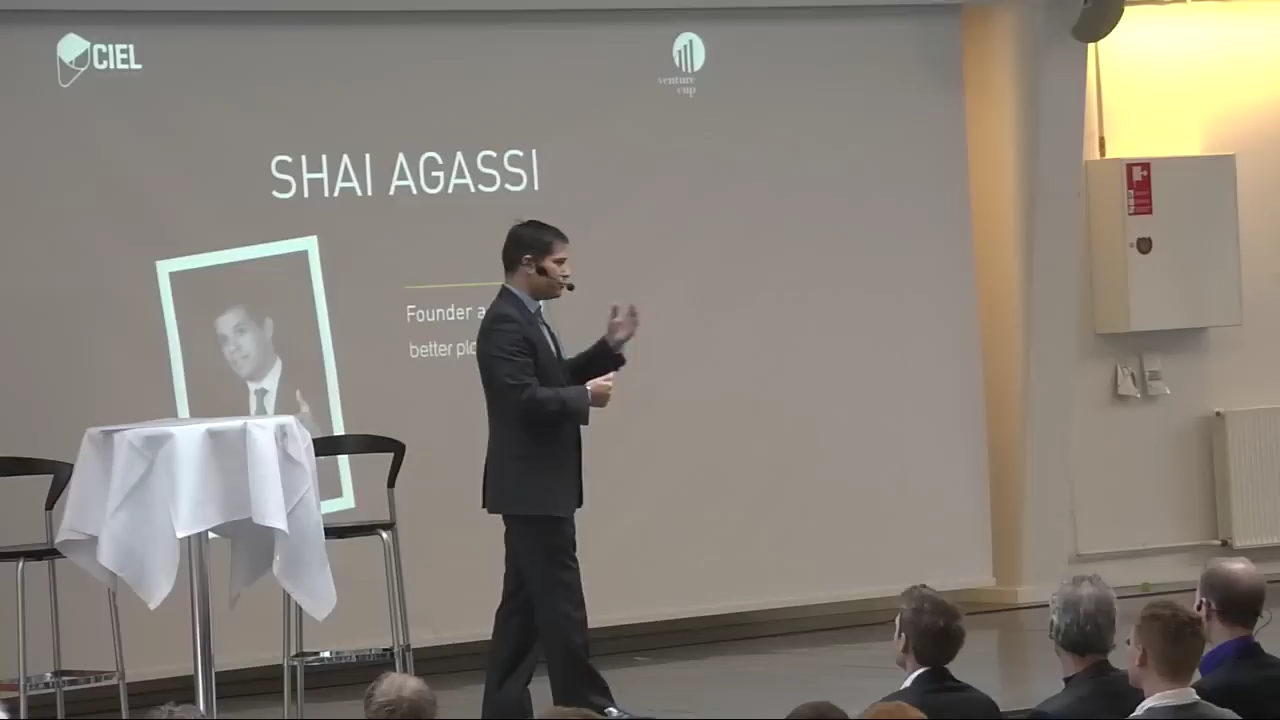 CIEL
venture
cup
SHAI AGASSI
Founder a
better pl